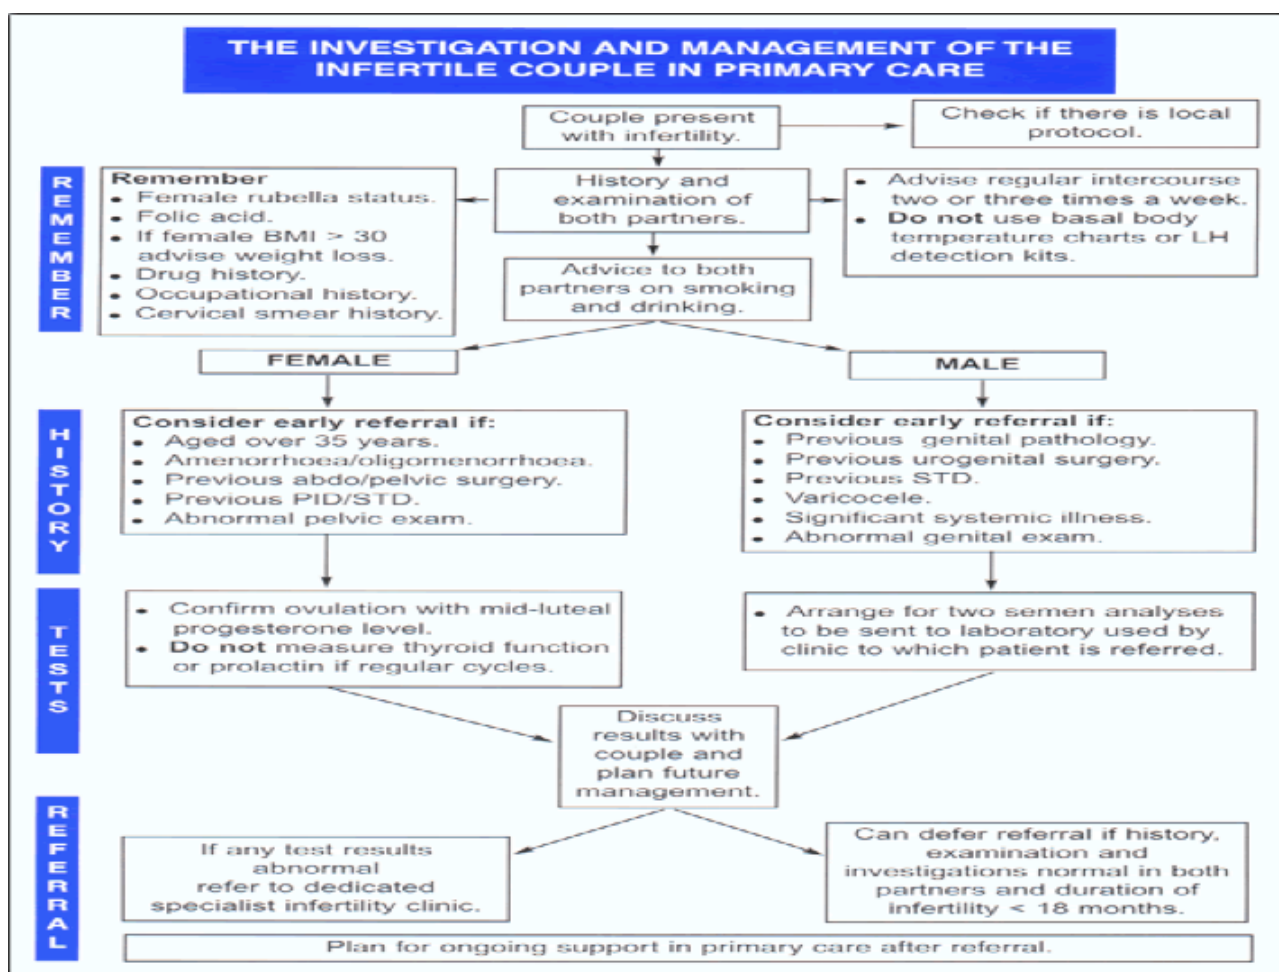 THE INVESTIGATION AND MANAGEMENT OF THE
INFERTILE COUPLE IN PRIMARY CARE
Couple present
with infertility.
Check if there is local
protocol.
REMEMBER
Remember
• Female rubella status.
• Folic acid.
• If female BMI > 30
advise weight loss.
• Drug history.
• Occupational history.
• Cervical smear history.
History and
examination of
both partners.
• Advise regular intercourse
two or three times a week.
• Do not use basal body
temperature charts or LH
detection kits.
Advice to both
partners on smoking
and drinking.
FEMALE
MALE
HISTORY
Consider early referral if:
• Aged over 35 years.
• Amenorrhoea/oligomenorrhoea.
• Previous abdo/pelvic surgery.
• Previous PID/STD.
• Abnormal pelvic exam.
Consider early referral if:
• Previous genital pathology.
• Previous urogenital surgery.
• Previous STD.
• Varicocele.
• Significant systemic illness.
• Abnormal genital exam.
TESTS
• Confirm ovulation with mid-luteal
progesterone level.
• Do not measure thyroid function
or prolactin if regular cycles.
• Arrange for two semen analyses
to be sent to laboratory used by
clinic to which patient is referred.
Discuss
results with
couple and
plan future
management.
REFERRAL
If any test results
abnormal
refer to dedicated
specialist infertility clinic.
Can defer referral if history,
examination and
investigations normal in both
partners and duration of
infertility < 18 months.
Plan for ongoing support in primary care after referral.